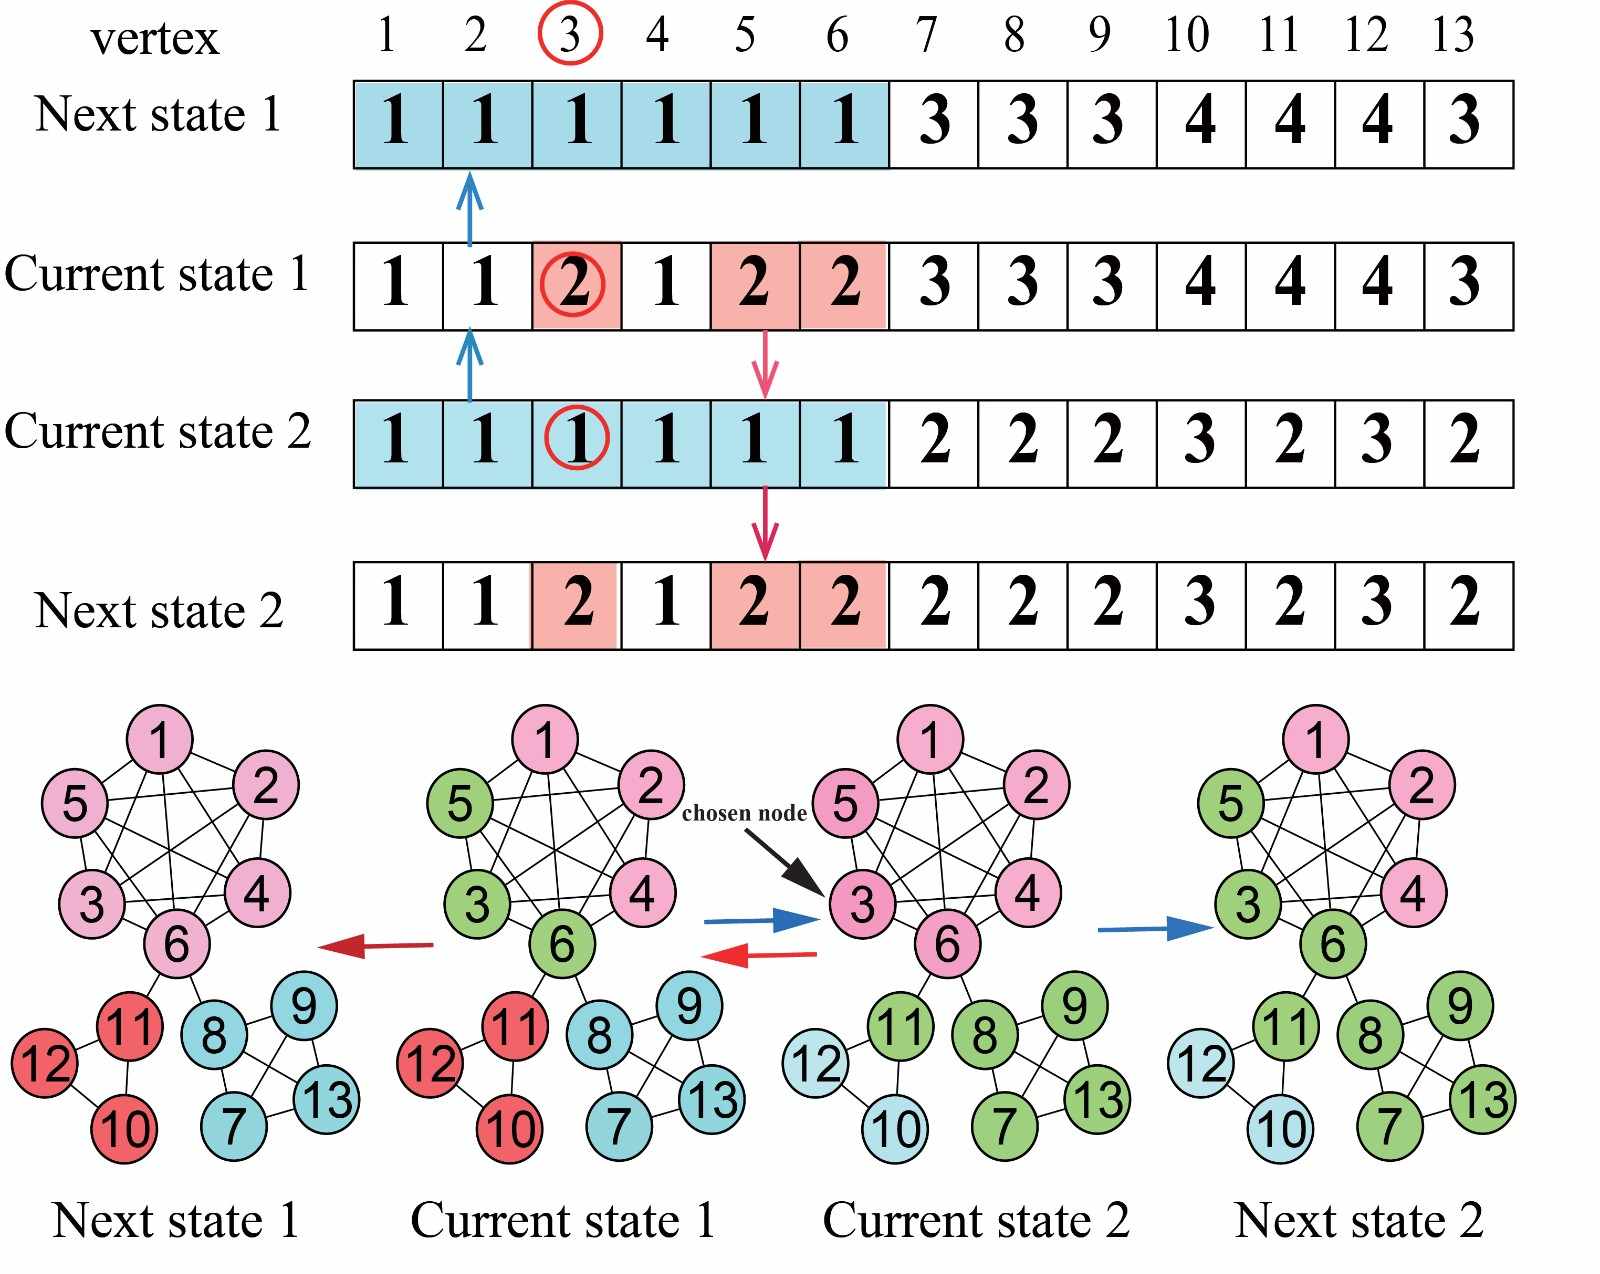 vertex 1 2 3 4 5 6 7 8 9 10 11 12 13
Next state 1 1 1 1 1 1 1 3 3 3 4 4 4 3
Current state 1 1 1 2 1 2 2 3 3 3 4 4 4 3
Current state 2 1 1 1 1 1 1 2 2 2 3 2 3 2
Next state 2 1 1 2 1 2 2 2 2 2 3 2 3 2
1 2 5 3 4 6 11 8 9 12 10 7 13
1 2 5 3 4 6 11 8 9 12 10 7 13
chosen node
1 2 5 3 4 6 11 8 9 12 10 7 13
1 2 5 3 4 6 11 8 9 12 10 7 13
Next state 1 Current state 1 Current state 2 Next state 2